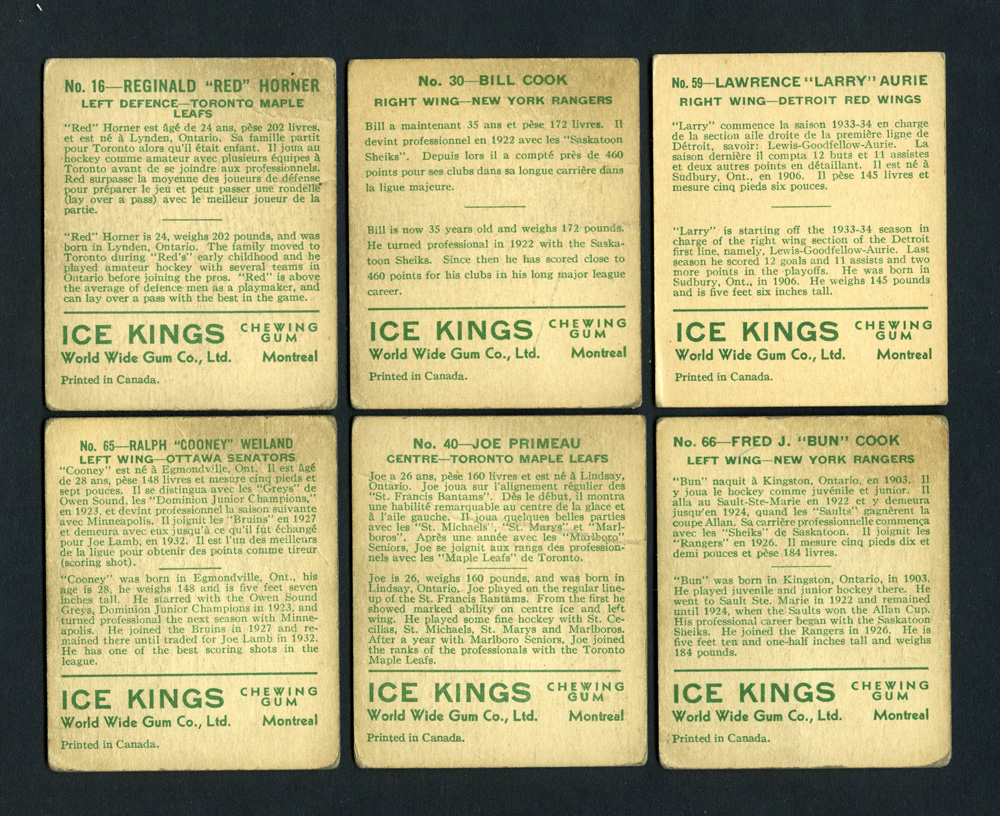 No. 16—REGINALD "RED" HORNER
LEFT DEFENCE—TORONTO MAPLE
LEAFS
"Red" Horner est âgé de 24 ans, pèse 202 livres,
et est né à Lynden, Ontario. Sa famille partit
pour Toronto alors qu'il était enfant. Il joua au
hockey comme amateur avec plusieurs équipes à
Toronto avant de se joindre aux professionnels.
Red surpasse la moyenne des joueurs de défense
pour préparer le jeu et peut passer une rondelle
(lay over a pass) avec le meilleur joueur de la
partie.
"Red" Horner is 24, weighs 202 pounds, and was
born in Lynden, Ontario. The family moved to
Toronto during "Red's" early childhood and he
played amateur hockey with several teams in
Ontario before joining the pros. "Red" is above
the average of defence men as a playmaker, and
can lay over a pass with the best in the game.
ICE KINGS CHEWING
GUM
World Wide Gum Co., Ltd. Montreal
Printed in Canada.
No. 30—BILL COOK
RIGHT WING—NEW YORK RANGERS
Bill a maintenant 35 ans et pèse 172 livres. Il
devint professionnel en 1922 avec les "Saskatoon
Sheiks". Depuis lors il a compté près de 460
points pour ses clubs dans sa longue carrière dans
la ligue majeure.
Bill is now 35 years old and weighs 172 pounds.
He turned professional in 1922 with the Saska-
toon Sheiks. Since then he has scored close to
460 points for his clubs in his long major league
career.
ICE KINGS CHEWING
GUM
World Wide Gum Co., Ltd. Montreal
Printed in Canada.
No. 59—LAWRENCE "LARRY" AURIE
RIGHT WING—DETROIT RED WINGS
"Larry" commence la saison 1933-34 en charge
de la section aile droite de la première ligne de
Détroit, savoir: Lewis-Goodfellow-Aurie. La
saison dernière il compta 12 buts et 11 assistes
et deux autres points en détaillant. Il est né à
Sudbury, Ont., en 1906. Il pèse 145 livres et
mesure cinq pieds six pouces.
"Larry" is starting off the 1933-34 season in
charge of the right wing section of the Detroit
first line, namely, Lewis-Goodfellow-Aurie. Last
season he scored 12 goals and 11 assists and two
more points in the playoffs. He was born in
Sudbury, Ont., in 1906. He weighs 145 pounds
and is five feet six inches tall.
ICE KINGS CHEWING
GUM
World Wide Gum Co., Ltd. Montreal
Printed in Canada.
No. 65—RALPH "COONEY" WEILAND
LEFT WING—OTTAWA SENATORS
"Cooney" est né à Egmondville, Ont. Il est âgé
de 28 ans, pèse 148 livres et mesure cinq pieds et
sept pouces. Il se distingua avec les "Greys" de
Owen Sound, les "Dominion Junior Champions,"
en 1923, et devint professionnel la saison suivante
avec Minneapolis. Il joignit les "Bruins" en 1927
et demeura avec eux jusqu'à ce qu'il fut échangé
pour Joe Lamb, en 1932. Il est l'un des meilleurs
de la ligue pour obtenir des points comme tireur
(scoring shot).
"Cooney" was born in Egmondville, Ont., his
age is 28, he weighs 148 and is five feet seven
inches tall. He starred with the Owen Sound
Greys, Dominion Junior Champions in 1923, and
turned professional the next season with Minne-
apolis. He joined the Bruins in 1927 and re-
mained there until traded for Joe Lamb in 1932.
He has one of the best scoring shots in the
league.
ICE KINGS CHEWING
GUM
World Wide Gum Co., Ltd. Montreal
Printed in Canada.
No. 40—JOE PRIMEAU
CENTRE—TORONTO MAPLE LEAFS
Joe a 26 ans, pèse 160 livres et est né à Lindsay,
Ontario. Joe joua sur l'alignement régulier des
"St. Francis Bantams". Dès le début, il montra
une habilité remarquable au centre de la glace et
à l'aile gauche. Il joua quelques belles parties
avec les "St. Michaels", "St. Marys" et "Marl-
boros". Après une année avec les "Marlboro"
Seniors, Joe se joignit aux rangs des profession-
nels avec les "Maple Leafs" de Toronto.
Joe is 26, weighs 160 pounds, and was born in
Lindsay, Ontario. Joe played on the regular line-
up of the St. Francis Bantams. From the first he
showed marked ability on centre ice and left
wing. He played some fine hockey with St. Ce-
cilias, St. Michaels, St. Marys and Marlboros.
After a year with Marlboro Seniors, Joe joined
the ranks of the professionals with the Toronto
Maple Leafs.
ICE KINGS CHEWING
GUM
World Wide Gum Co., Ltd. Montreal
Printed in Canada.
No. 66—FRED J. "BUN" COOK
LEFT WING—NEW YORK RANGERS
"Bun" naquit à Kingston, Ontario, en 1903. Il
y joua le hockey comme juvénile et junior. Il
alla au Sault-Ste-Marie en 1922 et y demeura
jusqu'en 1924, quand les "Saults" gagnèrent la
coupe Allan. Sa carrière professionnelle commença
avec les "Sheiks" de Saskatoon. Il joignit les
"Rangers" en 1926. Il mesure cinq pieds dix et
demi pouces et pèse 184 livres.
"Bun" was born in Kingston, Ontario, in 1903.
He played juvenile and junior hockey there. He
went to Sault Ste. Marie in 1922 and remained
until 1924, when the Saults won the Allan Cup.
His professional career began with the Saskatoon
Sheiks. He joined the Rangers in 1926. He is
five feet ten and one-half inches tall and weighs
184 pounds.
ICE KINGS CHEWING
GUM
World Wide Gum Co., Ltd. Montreal
Printed in Canada.